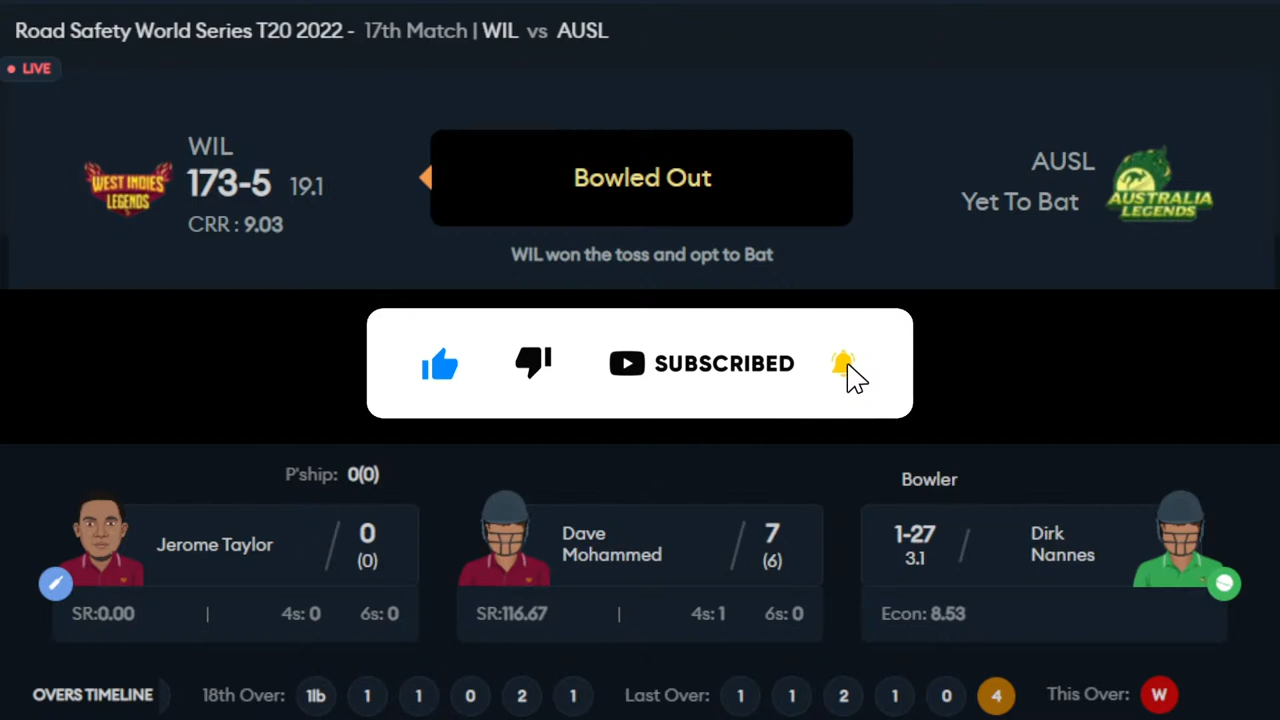 Road Safety World Series T20 2022 - 17th Match | WIL vs AUSL
LIVE
WIL
173-5 19.1
CRR : 9.03
WEST INDIES
LEGENDS
Bowled Out
WIL won the toss and opt to Bat
AUSL
Yet To Bat
AUSTRALIA
LEGENDS
SUBSCRIBED
P'ship: 0(0)
Jerome Taylor
0
(0)
SR:0.00 | 4s: 0 6s: 0
Dave
Mohammed
7
(6)
SR:116.67 | 4s: 1 6s: 0
Bowler
1-27
3.1
Dirk
Nannes
Econ: 8.53
OVERS TIMELINE 18th Over: 1lb 1 1 0 2 1 Last Over: 1 1 2 1 0 4 This Over: W